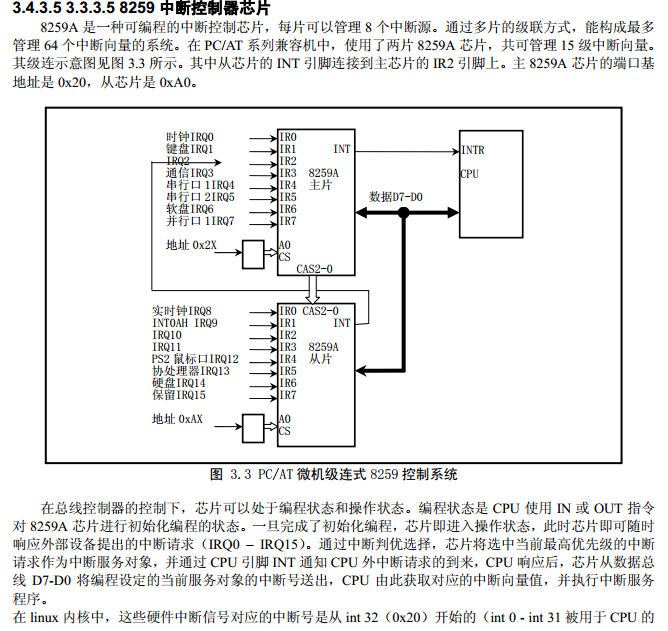 3.4.3.5 3.3.3.5 8259 中断控制器芯片
8259A 是一种可编程的中断控制芯片，每片可以管理 8 个中断源。通过多片的级联方式，能构成最多
管理 64 个中断向量的系统。在 PC/AT 系列兼容机中，使用了两片 8259A 芯片，共可管理 15 级中断向量。
其级连示意图见图 3.3 所示。其中从芯片的 INT 引脚连接到主芯片的 IR2 引脚上。主 8259A 芯片的端口基
地址是 0x20，从芯片是 0xA0。
时钟IRQ0
键盘IRQ1
IRQ2
通信IRQ3
串行口 1IRQ4
串行口 2IRQ5
软盘IRQ6
并行口 1IRQ7
地址 0x2X
IR0
IR1
IR2
IR3
IR4
IR5
IR6
IR7
A0
CS
INT
8259A
主片
CAS2-0
数据D7-D0
INTR
CPU
实时钟IRQ8
INT0AH IRQ9
IRQ10
IRQ11
PS2 鼠标口IRQ12
协处理器IRQ13
硬盘IRQ14
保留IRQ15
地址 0xAX
IR0 CAS2-0
IR1
IR2
IR3
IR4
IR5
IR6
IR7
A0
CS
INT
8259A
从片
图 3.3 PC/AT 微机级连式 8259 控制系统
在总线控制器的控制下，芯片可以处于编程状态和操作状态。编程状态是 CPU 使用 IN 或 OUT 指令
对 8259A 芯片进行初始化编程的状态。一旦完成了初始化编程，芯片即进入操作状态，此时芯片即可随时
响应外部设备提出的中断请求（IRQ0 – IRQ15）。通过中断判优选择，芯片将选中当前最高优先级的中断
请求作为中断服务对象，并通过 CPU 引脚 INT 通知 CPU 外中断请求的到来，CPU 响应后，芯片从数据总
线 D7-D0 将编程设定的当前服务对象的中断号送出，CPU 由此获取对应的中断向量值，并执行中断服务
程序。
在 linux 内核中，这些硬件中断信号对应的中断号是从 int 32（0x20）开始的（int 0 - int 31 被用于 CPU 的